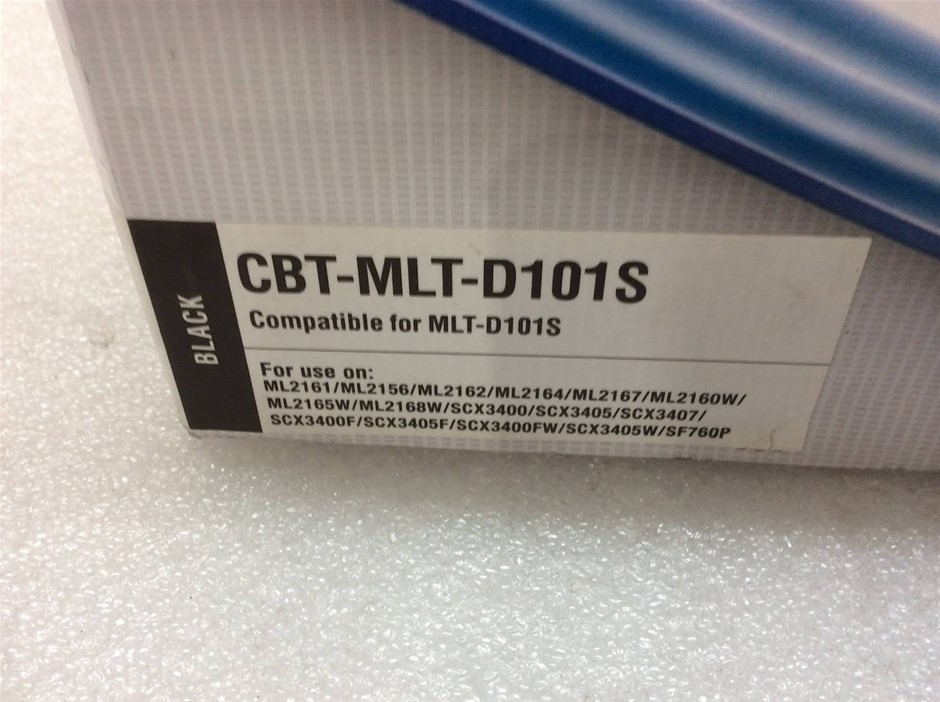 BLACK
CBT-MLT-D101S
Compatible for MLT-D101S
For use on:
ML2161/ML2156/ML2162/ML2164/ML2167/ML2160W/
ML2165W/ML2168W/SCX3400/SCX3405/SCX3407/
SCX3400F/SCX3405F/SCX3400FW/SCX3405W/SF760P